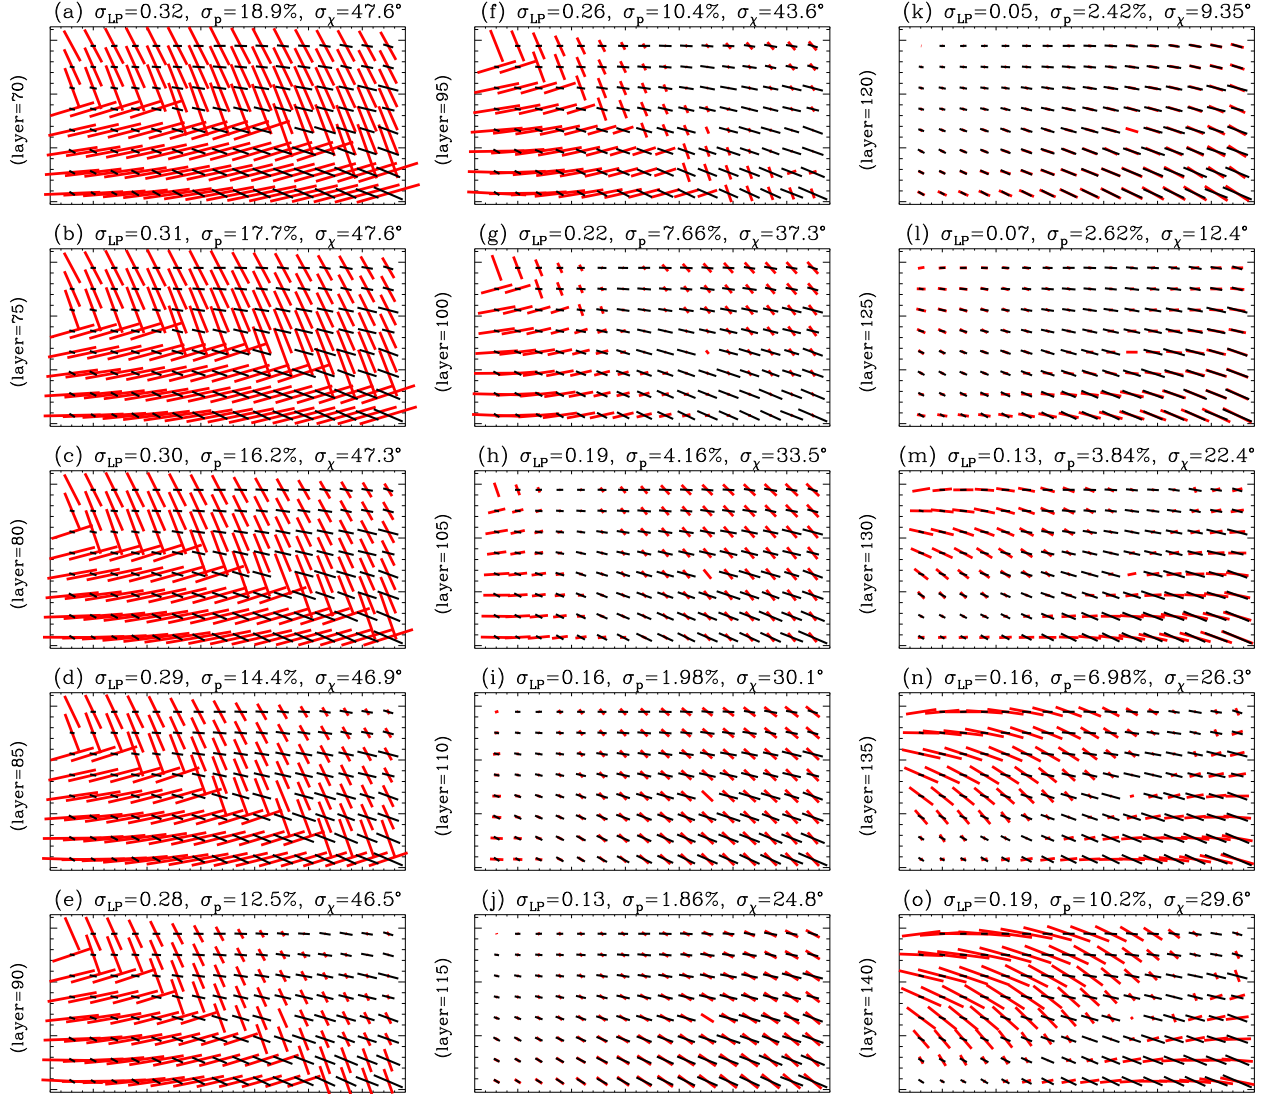 (a) σLP=0.32, σp=18.9%, σχ=47.6°
(layer=70)
(b) σLP=0.31, σp=17.7%, σχ=47.6°
(layer=75)
(c) σLP=0.30, σp=16.2%, σχ=47.3°
(layer=80)
(d) σLP=0.29, σp=14.4%, σχ=46.9°
(layer=85)
(e) σLP=0.28, σp=12.5%, σχ=46.5°
(layer=90)
(f) σLP=0.26, σp=10.4%, σχ=43.6°
(layer=95)
(g) σLP=0.22, σp=7.66%, σχ=37.3°
(layer=100)
(h) σLP=0.19, σp=4.16%, σχ=33.5°
(layer=105)
(i) σLP=0.16, σp=1.98%, σχ=30.1°
(layer=110)
(j) σLP=0.13, σp=1.86%, σχ=24.8°
(layer=115)
(k) σLP=0.05, σp=2.42%, σχ=9.35°
(layer=120)
(l) σLP=0.07, σp=2.62%, σχ=12.4°
(layer=125)
(m) σLP=0.13, σp=3.84%, σχ=22.4°
(layer=130)
(n) σLP=0.16, σp=6.98%, σχ=26.3°
(layer=135)
(o) σLP=0.19, σp=10.2%, σχ=29.6°
(layer=140)